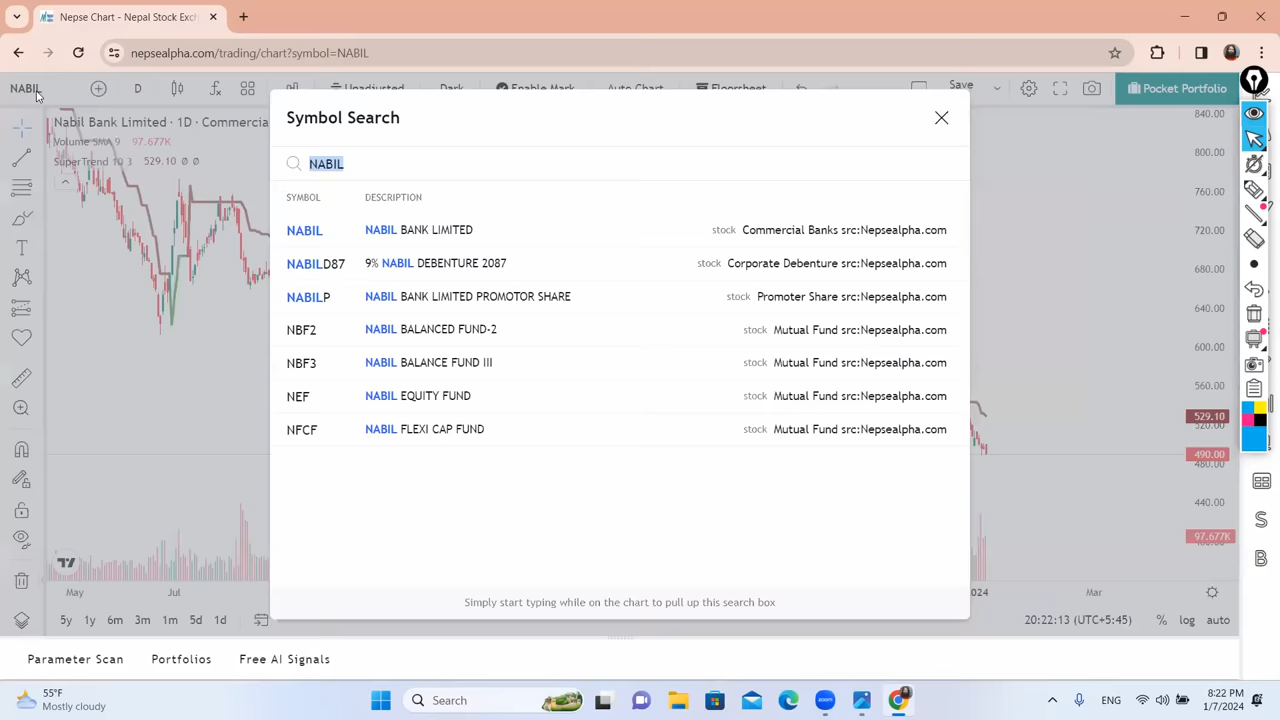 Nepal Stock Exc
nepsealpha.com/chart?symbol=NABIL
NABIL
D
Unadjusted
Dark
Enable Mark
Auto Chart
Floorsheet
Save
Pocket Portfolio
Nabil Bank Limited · 1D · Commercia
Volume SMA 9 97.677K
SuperTrend 10 3 529.10 Ø Ø
Symbol Search
NABIL
SYMBOL DESCRIPTION
NABIL NABIL BANK LIMITED stock Commercial Banks src:Nepsealpha.com
NABILD87 9% NABIL DEBENTURE 2087 stock Corporate Debenture src:Nepsealpha.com
NABILP NABIL BANK LIMITED PROMOTOR SHARE stock Promoter Share src:Nepsealpha.com
NBF2 NABIL BALANCED FUND-2 stock Mutual Fund src:Nepsealpha.com
NBF3 NABIL BALANCE FUND III stock Mutual Fund src:Nepsealpha.com
NEF NABIL EQUITY FUND stock Mutual Fund src:Nepsealpha.com
NFCF NABIL FLEXI CAP FUND stock Mutual Fund src:Nepsealpha.com
Simply start typing while on the chart to pull up this search box
840.00
800.00
760.00
720.00
680.00
640.00
600.00
560.00
529.10
520.00
490.00
480.00
440.00
97.677K
May Jul 2024 Mar
5y 1y 6m 3m 1m 5d 1d
20:22:13 (UTC+5:45) % log auto
S
B
Parameter Scan Portfolios Free AI Signals
55°F
Mostly cloudy
Search
zoom
ENG
8:22 PM
1/7/2024